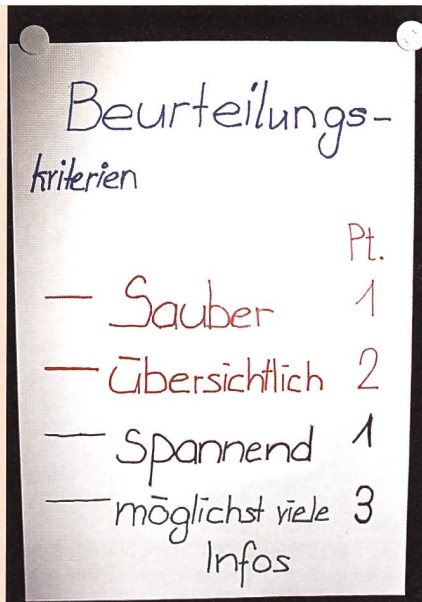 Beurteilungs-
kriterien
Pt.
— Sauber 1
— Übersichtlich 2
— Spannend 1
— möglichst viele 3
Infos